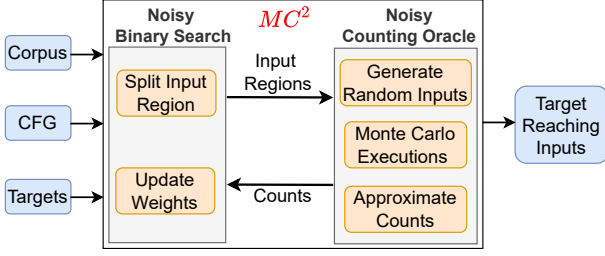 Noisy
Binary Search
MC²
Noisy
Counting Oracle
Corpus
CFG
Targets
Split Input
Region
Update
Weights
Input
Regions
Counts
Generate
Random Inputs
Monte Carlo
Executions
Approximate
Counts
Target
Reaching
Inputs